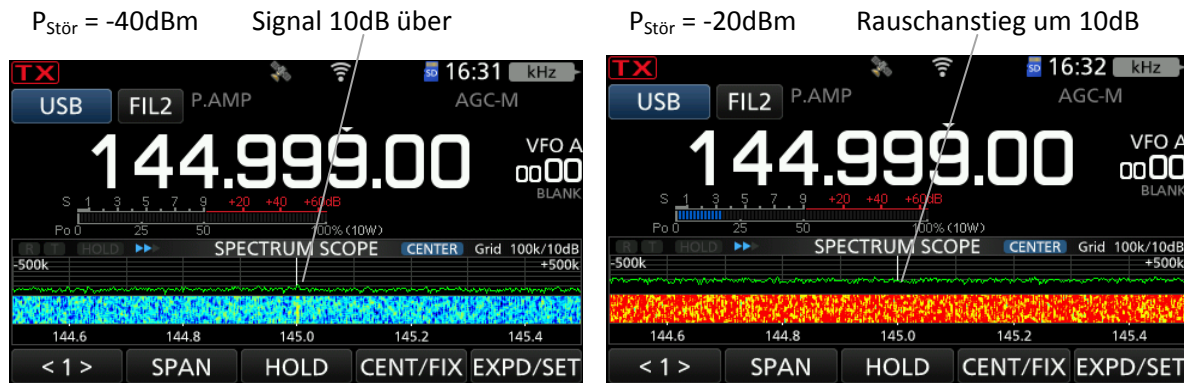 P_Stör = -40dBm Signal 10dB über
TX SD 16:31 kHz
USB FIL2 P.AMP AGC-M
144.999.00 VFO A
00
BLANK
S 1 3 5 7 9 +20 +40 +60dB
Po 0 25 50 100% (10W)
R T HOLD SPECTRUM SCOPE CENTER Grid 100k/10dB
-500k +500k
144.6 144.8 145.0 145.2 145.4
< 1 > SPAN HOLD CENT/FIX EXPD/SET
P_Stör = -20dBm Rauschanstieg um 10dB
TX SD 16:32 kHz
USB FIL2 P.AMP AGC-M
144.999.00 VFO A
00
BLANK
S 1 3 5 7 9 +20 +40 +60dB
Po 0 25 50 100% (10W)
R T HOLD SPECTRUM SCOPE CENTER Grid 100k/10dB
-500k +500k
144.6 144.8 145.0 145.2 145.4
< 1 > SPAN HOLD CENT/FIX EXPD/SET